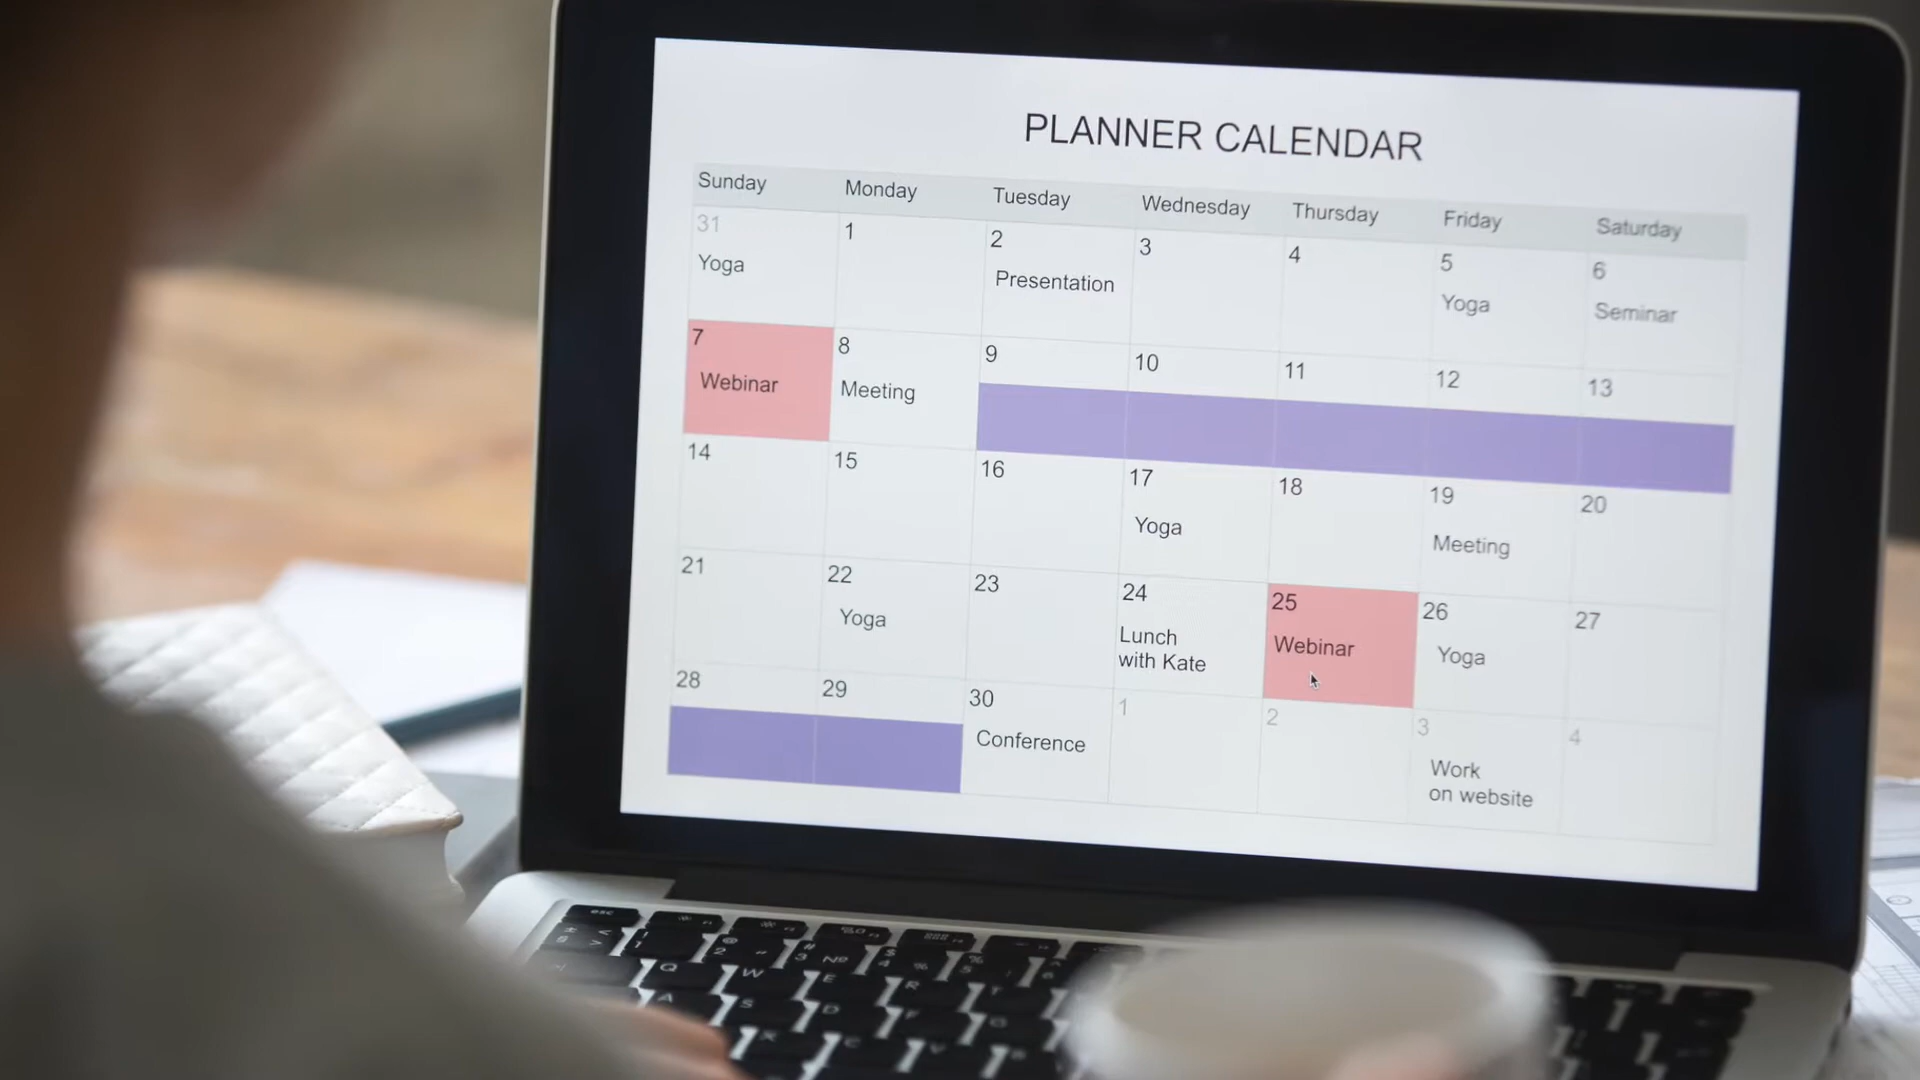 PLANNER CALENDAR
Sunday Monday Tuesday Wednesday Thursday Friday Saturday
31 1 2 3 4 5 6
Yoga Presentation Yoga Seminar
7 8 9 10 11 12 13
Webinar Meeting
14 15 16 17 18 19 20
Yoga Meeting
21 22 23 24 25 26 27
Yoga Lunch Webinar Yoga
with Kate
28 29 30 1 2 3 4
Conference Work
on website
esc
Q W E R T
A S D F G
X C V B